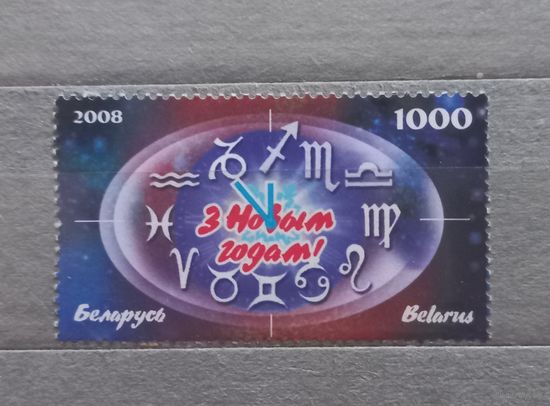 2008
1000
З Новым
годам!
Беларусь
Belarus